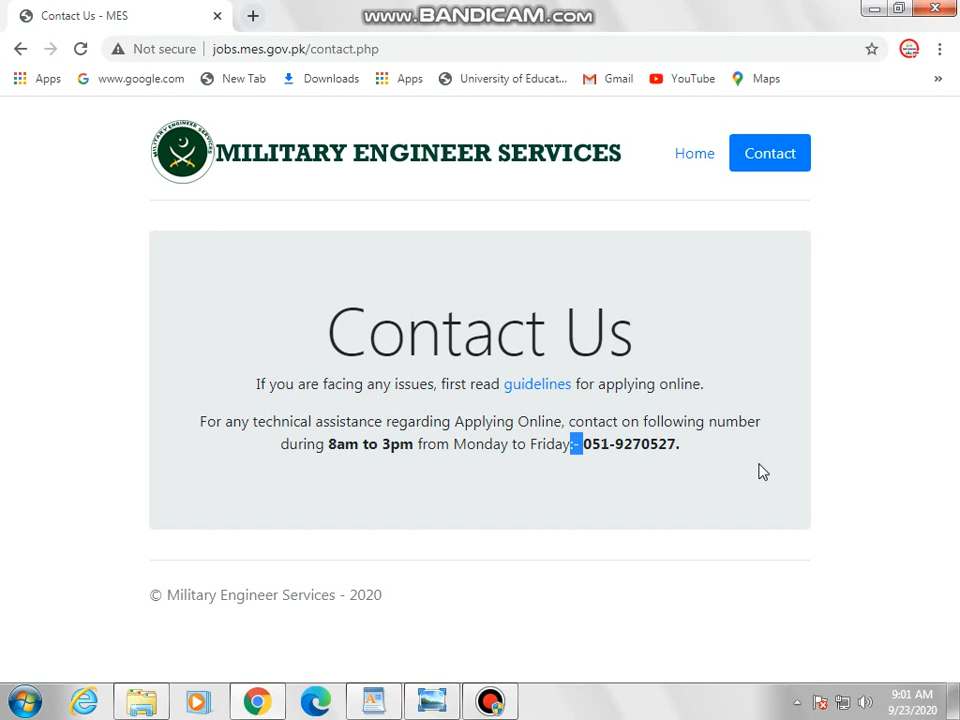 Contact Us - MES
WWW.BANDICAM.COM
Not secure jobs.mes.gov.pk/contact.php
Apps www.google.com New Tab Downloads Apps University of Educat... Gmail YouTube Maps »
MILITARY ENGINEER SERVICES Home Contact
Contact Us
If you are facing any issues, first read guidelines for applying online.
For any technical assistance regarding Applying Online, contact on following number
during 8am to 3pm from Monday to Friday:- 051-9270527.
© Military Engineer Services - 2020
9:01 AM
9/23/2020